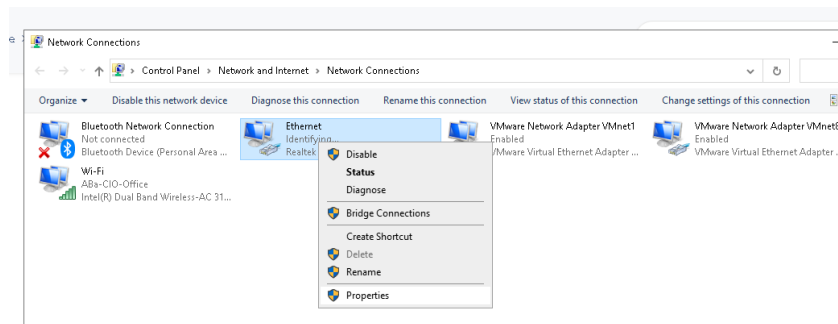 Network Connections
Control Panel > Network and Internet > Network Connections
Organize Disable this network device Diagnose this connection Rename this connection View status of this connection Change settings of this connection
Bluetooth Network Connection
Not connected
Bluetooth Device (Personal Area ...
Ethernet
Identifying...
Realtek
VMware Network Adapter VMnet1
Enabled
VMware Virtual Ethernet Adapter ...
VMware Network Adapter VMnet8
Enabled
VMware Virtual Ethernet Adapter ...
Wi-Fi
ABa-CIO-Office
Intel(R) Dual Band Wireless-AC 31...
Disable
Status
Diagnose
Bridge Connections
Create Shortcut
Delete
Rename
Properties